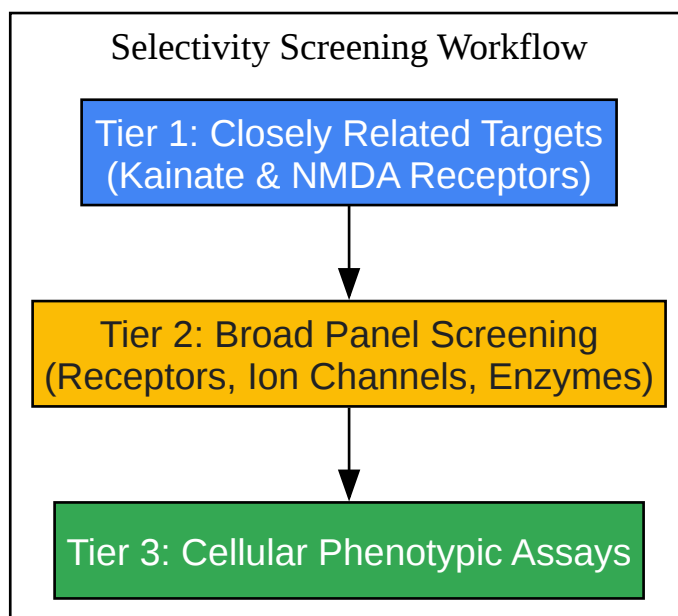 Selectivity Screening Workflow
Tier 1: Closely Related Targets
(Kainate & NMDA Receptors)
Tier 2: Broad Panel Screening
(Receptors, Ion Channels, Enzymes)
Tier 3: Cellular Phenotypic Assays